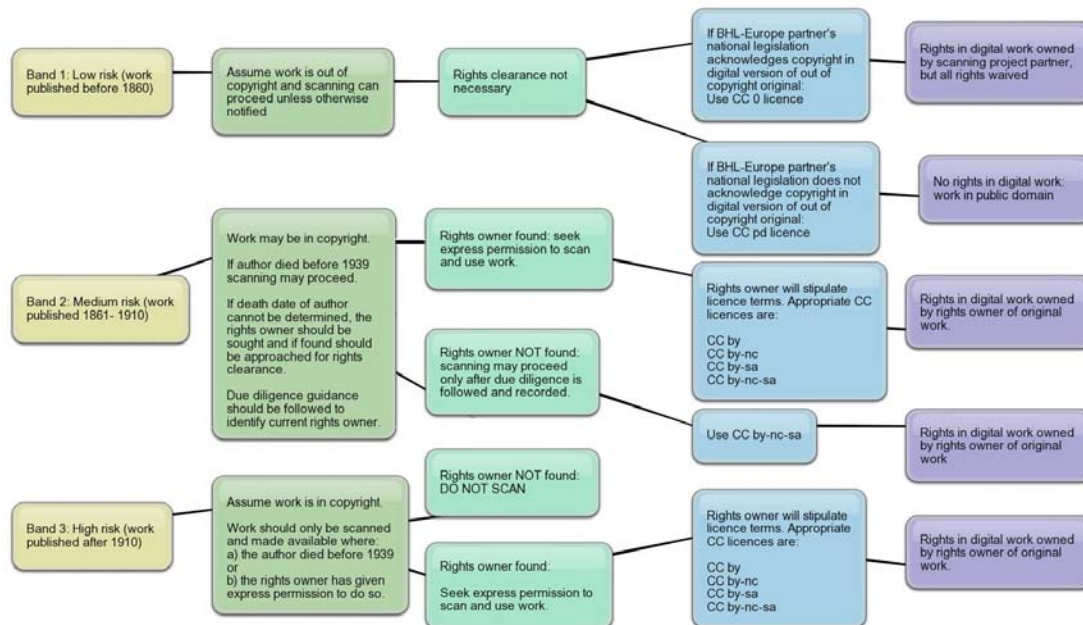 Band 1: Low risk (work
published before 1860)
Assume work is out of
copyright and scanning can
proceed unless otherwise
notified
Rights clearance not
necessary
If BHL-Europe partner's
national legislation
acknowledges copyright in
digital version of out of
copyright original:
Use CC 0 licence
Rights in digital work owned
by scanning project partner,
but all rights waived
If BHL-Europe partner's
national legislation does not
acknowledge copyright in
digital version of out of
copyright original:
Use CC pd licence
No rights in digital work:
work in public domain
Band 2: Medium risk (work
published 1861- 1910)
Work may be in copyright.
If author died before 1939
scanning may proceed.
If death date of author
cannot be determined, the
rights owner should be
sought and if found should
be approached for rights
clearance.
Due diligence guidance
should be followed to
identify current rights owner.
Rights owner found: seek
express permission to scan
and use work.
Rights owner will stipulate
licence terms. Appropriate CC
licences are:
CC by
CC by-nc
CC by-sa
CC by-nc-sa
Rights in digital work owned
by rights owner of original
work.
Rights owner NOT found:
scanning may proceed
only after due diligence is
followed and recorded.
Use CC by-nc-sa
Rights in digital work owned
by rights owner of original
work
Band 3: High risk (work
published after 1910)
Assume work is in copyright.
Work should only be scanned
and made available where:
a) the author died before 1939
or
b) the rights owner has given
express permission to do so.
Rights owner NOT found:
DO NOT SCAN
Rights owner found:
Seek express permission to
scan and use work.
Rights owner will stipulate
licence terms. Appropriate
CC licences are:
CC by
CC by-nc
CC by-sa
CC by-nc-sa
Rights in digital work owned
by rights owner of original
work.